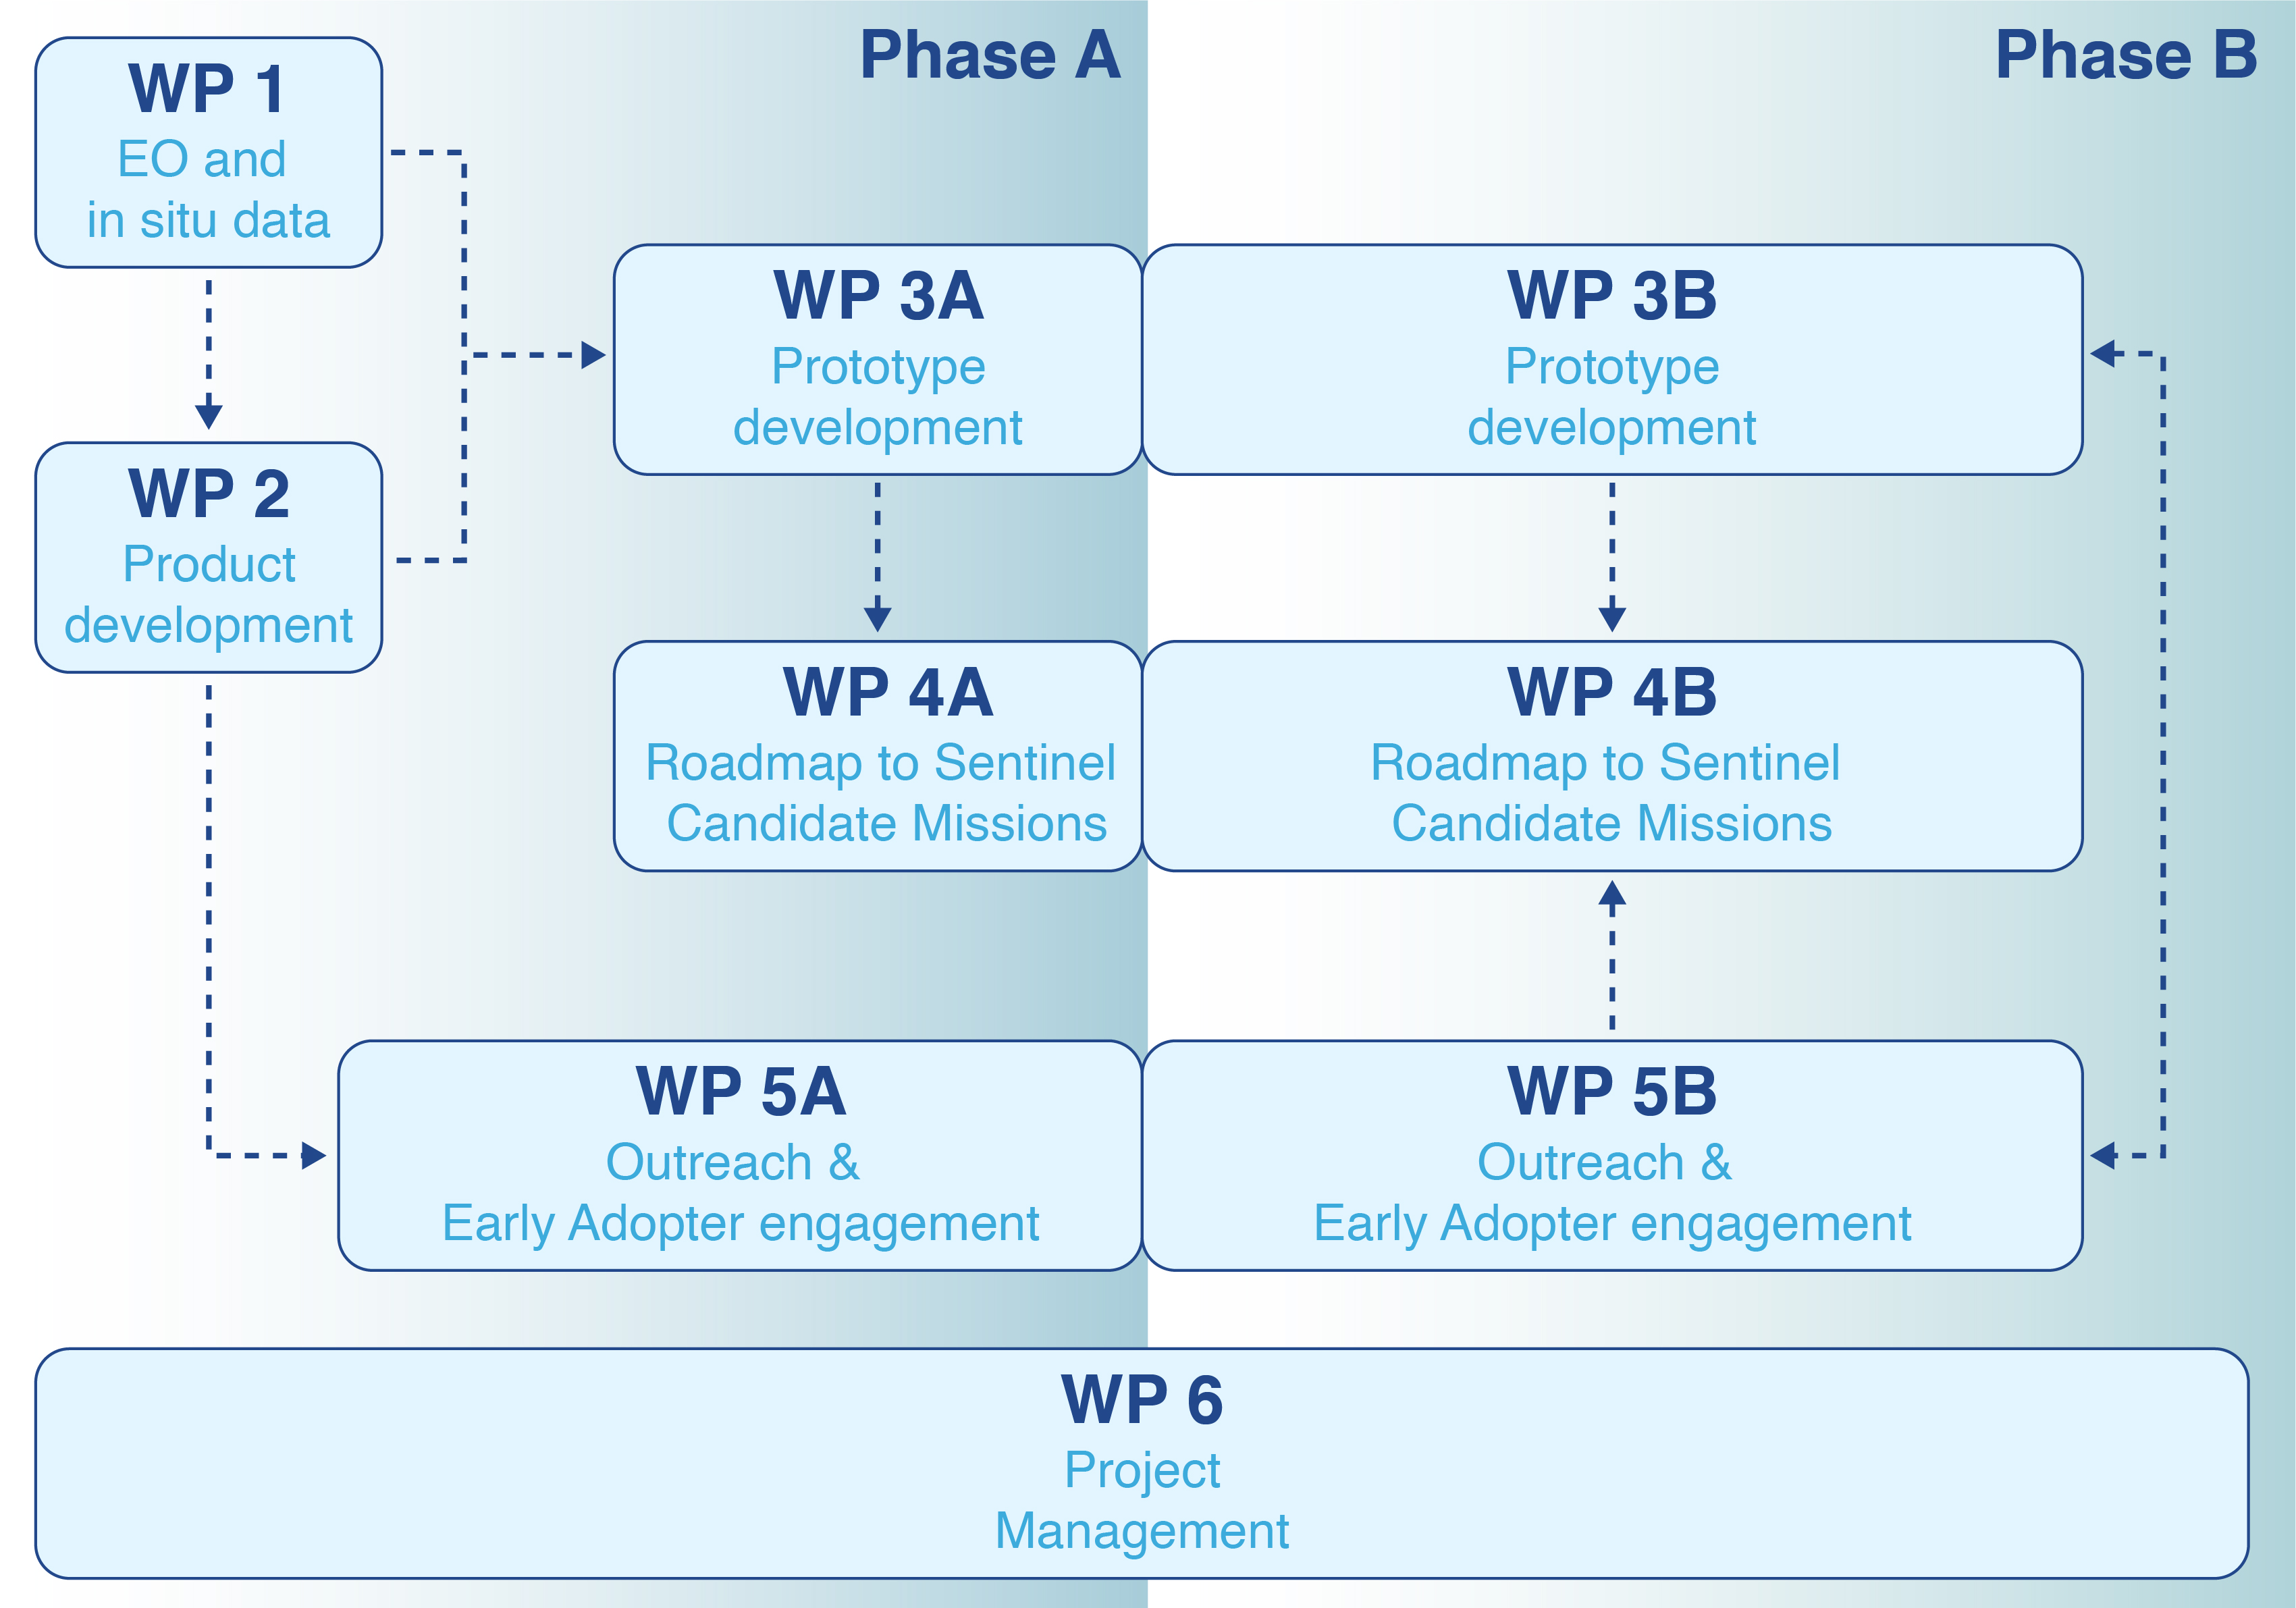 Phase A
Phase B
WP 1
EO and
in situ data
WP 2
Product
development
WP 3A
Prototype
development
WP 3B
Prototype
development
WP 4A
Roadmap to Sentinel
Candidate Missions
WP 4B
Roadmap to Sentinel
Candidate Missions
WP 5A
Outreach &
Early Adopter engagement
WP 5B
Outreach &
Early Adopter engagement
WP 6
Project
Management